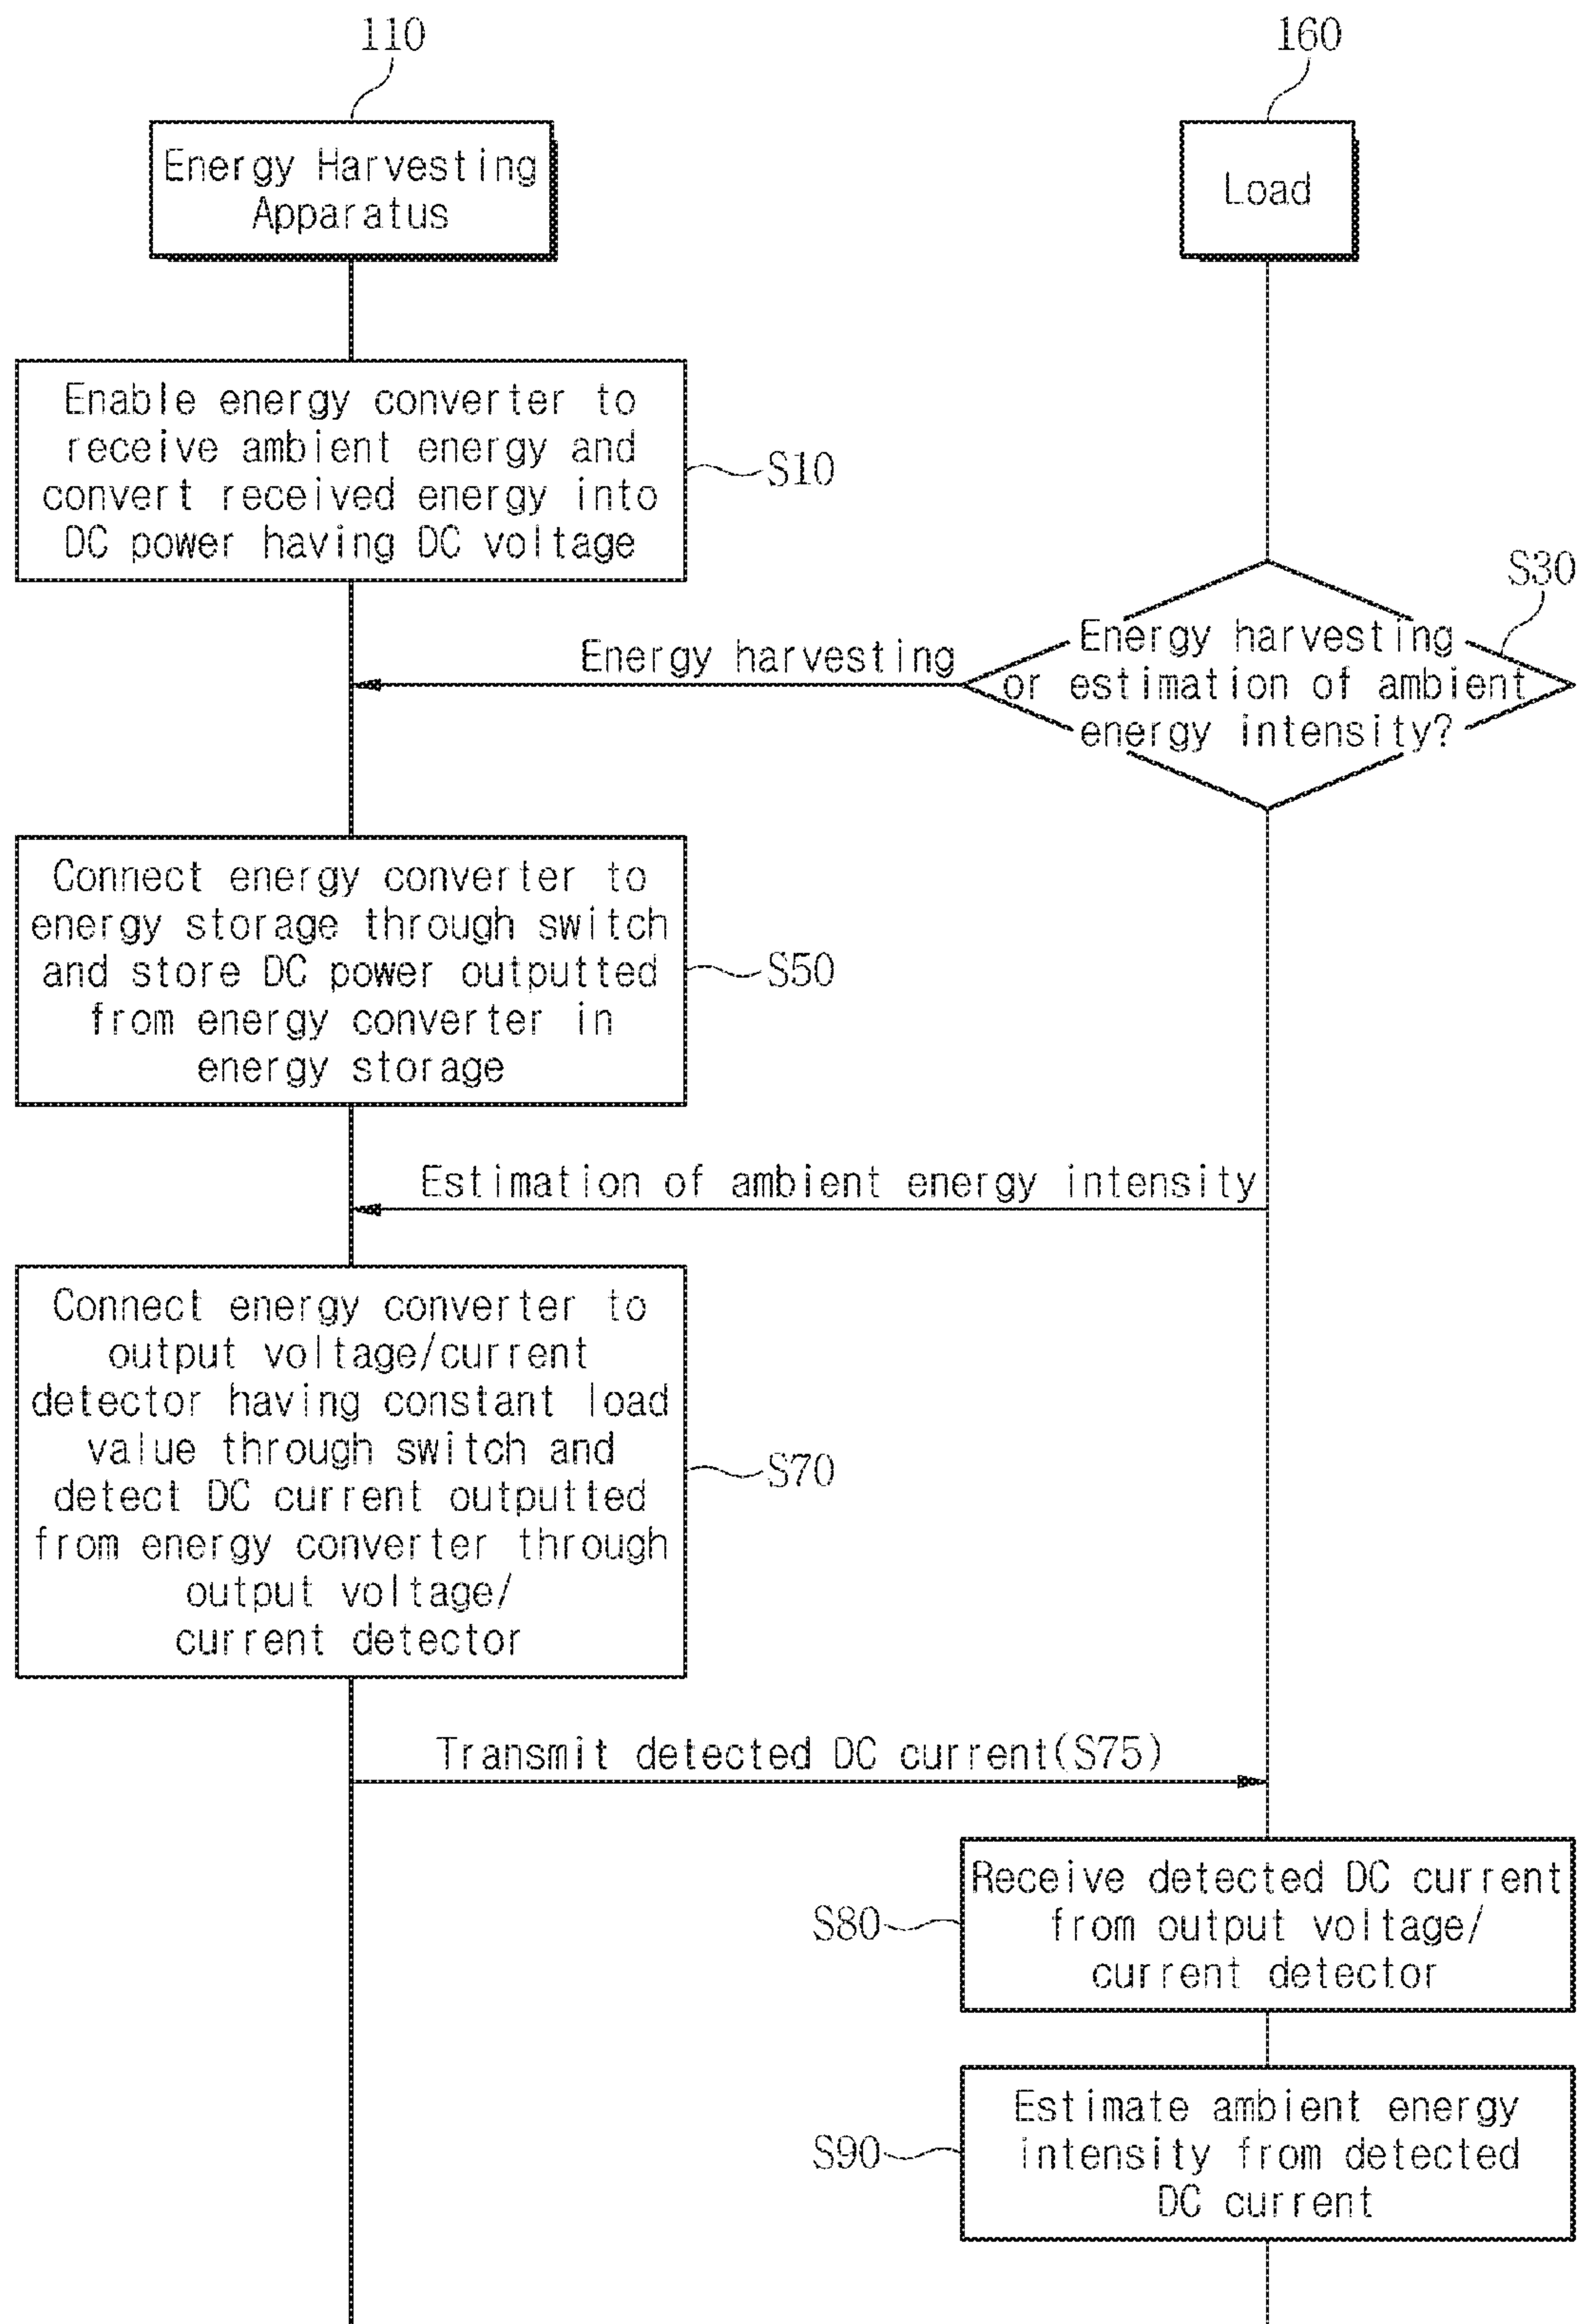 110
160
Energy Harvesting
Apparatus
Load
Enable energy converter to
receive ambient energy and
convert received energy into
DC power having DC voltage
S10
S30
Energy harvesting
Energy harvesting
or estimation of ambient
energy intensity?
Connect energy converter to
energy storage through switch
and store DC power outputted
from energy converter in
energy storage
S50
Estimation of ambient energy intensity
Connect energy converter to
output voltage/current
detector having constant load
value through switch and
detect DC current outputted
from energy converter through
output voltage/
current detector
S70
Transmit detected DC current(S75)
Receive detected DC current
from output voltage/
current detector
S80
Estimate ambient energy
intensity from detected
DC current
S90